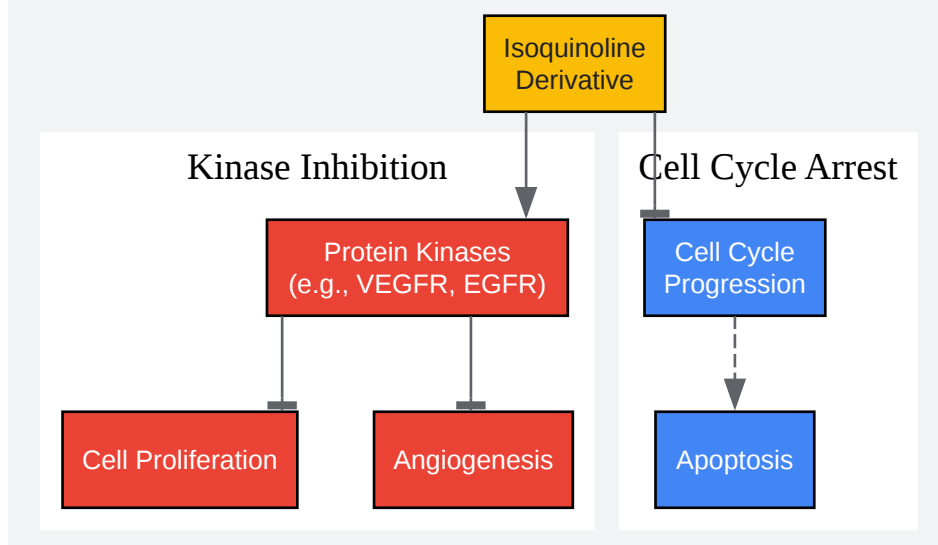 Isoquinoline
Derivative
Kinase Inhibition
Cell Cycle Arrest
Protein Kinases
(e.g., VEGFR, EGFR)
Cell Cycle
Progression
Cell Proliferation
Angiogenesis
Apoptosis